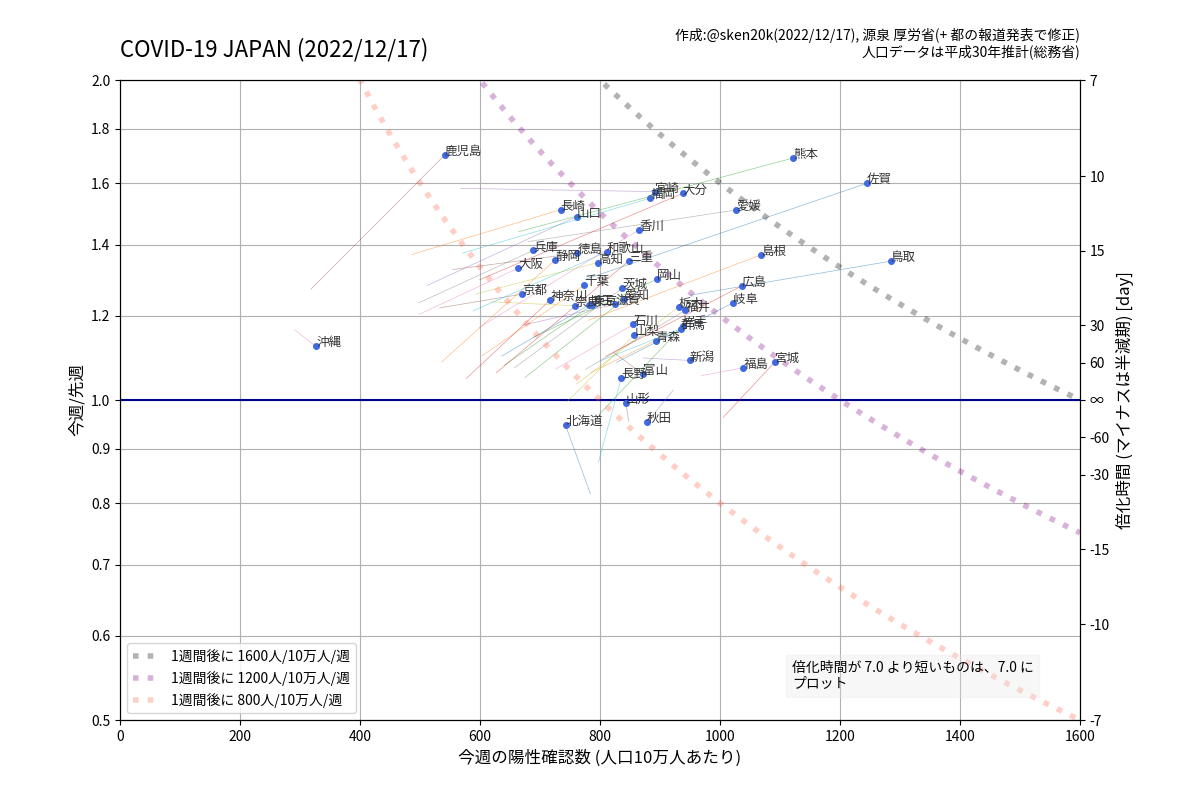 COVID-19 JAPAN (2022/12/17)
作成:@sken20k(2022/12/17), 源泉 厚労省(+ 都の報道発表で修正)
人口データは平成30年推計(総務省)
2.0
1.8
1.6
1.4
1.2
1.0
0.9
0.8
0.7
0.6
0.5
今週/先週
7
10
15
30
60
∞
-60
-30
-15
-10
-7
倍化時間 (マイナスは半減期) [day]
鹿児島
熊本
佐賀
宮崎
福岡
大分
長崎
山口
愛媛
香川
兵庫
静岡
徳島
和歌山
高知
三重
島根
鳥取
大阪
岡山
千葉
茨城
愛知
広島
京都
神奈川
滋賀
栃木
福井
岐阜
石川
山梨
岩手
群馬
青森
沖縄
新潟
福島
宮城
長野
富山
山形
北海道
秋田
1週間後に 1600人/10万人/週
1週間後に 1200人/10万人/週
1週間後に 800人/10万人/週
倍化時間が 7.0 より短いものは、7.0 に
プロット
0
200
400
600
800
1000
1200
1400
1600
今週の陽性確認数 (人口10万人あたり)